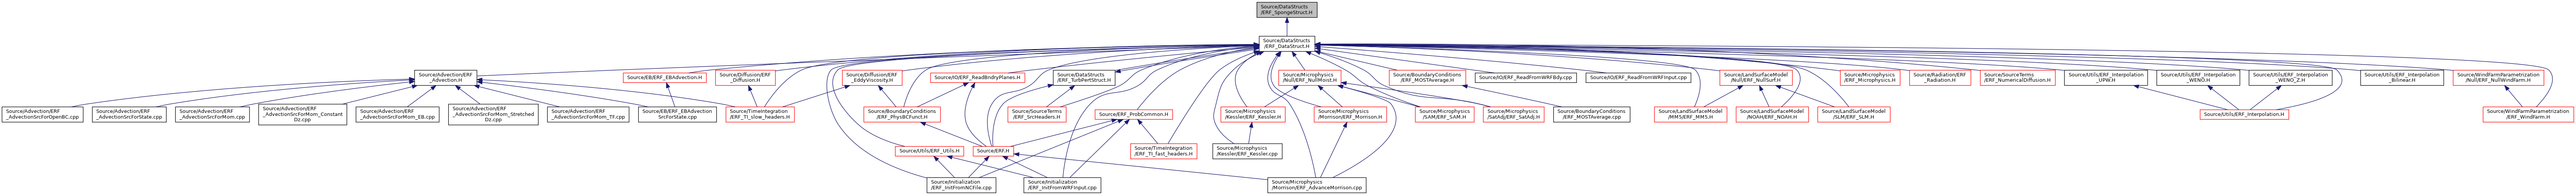 Source/DataStructs
/ERF_SpongeStruct.H
Source/DataStructs
/ERF_DataStruct.H
Source/Advection/ERF
_Advection.H
Source/EB/ERF_EBAdvection.H
Source/Diffusion/ERF
_Diffusion.H
Source/Diffusion/ERF
_EddyViscosity.H
Source/IO/ERF_ReadBndryPlanes.H
Source/DataStructs
/ERF_TurbPertStruct.H
Source/Microphysics
/Null/ERF_NullMoist.H
Source/BoundaryConditions
/ERF_MOSTAverage.H
Source/IO/ERF_ReadFromWRFBdy.cpp
Source/IO/ERF_ReadFromWRFInput.cpp
Source/LandSurfaceModel
/Null/ERF_NullSurf.H
Source/Microphysics
/ERF_Microphysics.H
Source/Radiation/ERF
_Radiation.H
Source/SourceTerms
/ERF_NumericalDiffusion.H
Source/Utils/ERF_Interpolation
_UPW.H
Source/Utils/ERF_Interpolation
_WENO.H
Source/Utils/ERF_Interpolation
_WENO_Z.H
Source/Utils/ERF_Interpolation
_Bilinear.H
Source/WindFarmParametrization
/Null/ERF_NullWindFarm.H
Source/Advection/ERF
_AdvectionSrcForOpenBC.cpp
Source/Advection/ERF
_AdvectionSrcForState.cpp
Source/Advection/ERF
_AdvectionSrcForMom.cpp
Source/Advection/ERF
_AdvectionSrcForMom_Constant
Dz.cpp
Source/Advection/ERF
_AdvectionSrcForMom_EB.cpp
Source/Advection/ERF
_AdvectionSrcForMom_Stretched
Dz.cpp
Source/Advection/ERF
_AdvectionSrcForMom_TF.cpp
Source/EB/ERF_EBAdvection
SrcForState.cpp
Source/TimeIntegration
/ERF_TI_slow_headers.H
Source/BoundaryConditions
/ERF_PhysBCFunct.H
Source/SourceTerms
/ERF_SrcHeaders.H
Source/ERF_ProbCommon.H
Source/Microphysics
/Kessler/ERF_Kessler.H
Source/Microphysics
/Morrison/ERF_Morrison.H
Source/Microphysics
/SAM/ERF_SAM.H
Source/Microphysics
/SatAdj/ERF_SatAdj.H
Source/BoundaryConditions
/ERF_MOSTAverage.cpp
Source/LandSurfaceModel
/MM5/ERF_MM5.H
Source/LandSurfaceModel
/NOAH/ERF_NOAH.H
Source/LandSurfaceModel
/SLM/ERF_SLM.H
Source/Utils/ERF_Interpolation.H
Source/WindFarmParametrization
/ERF_WindFarm.H
Source/Utils/ERF_Utils.H
Source/ERF.H
Source/TimeIntegration
/ERF_TI_fast_headers.H
Source/Microphysics
/Kessler/ERF_Kessler.cpp
Source/Initialization
/ERF_InitFromNCFile.cpp
Source/Initialization
/ERF_InitFromWRFInput.cpp
Source/Microphysics
/Morrison/ERF_AdvanceMorrison.cpp